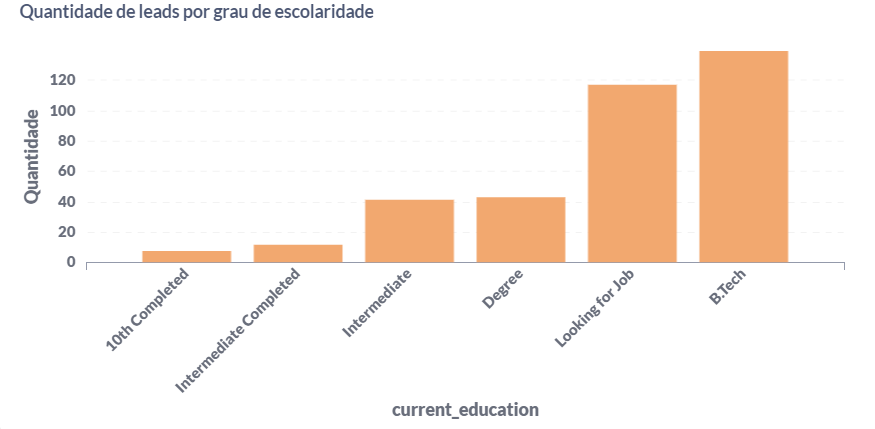 Quantidade de leads por grau de escolaridade
Quantidade
120
100
80
60
40
20
0
10th Completed
Intermediate Completed
Intermediate
Degree
Looking for Job
B.Tech
current_education